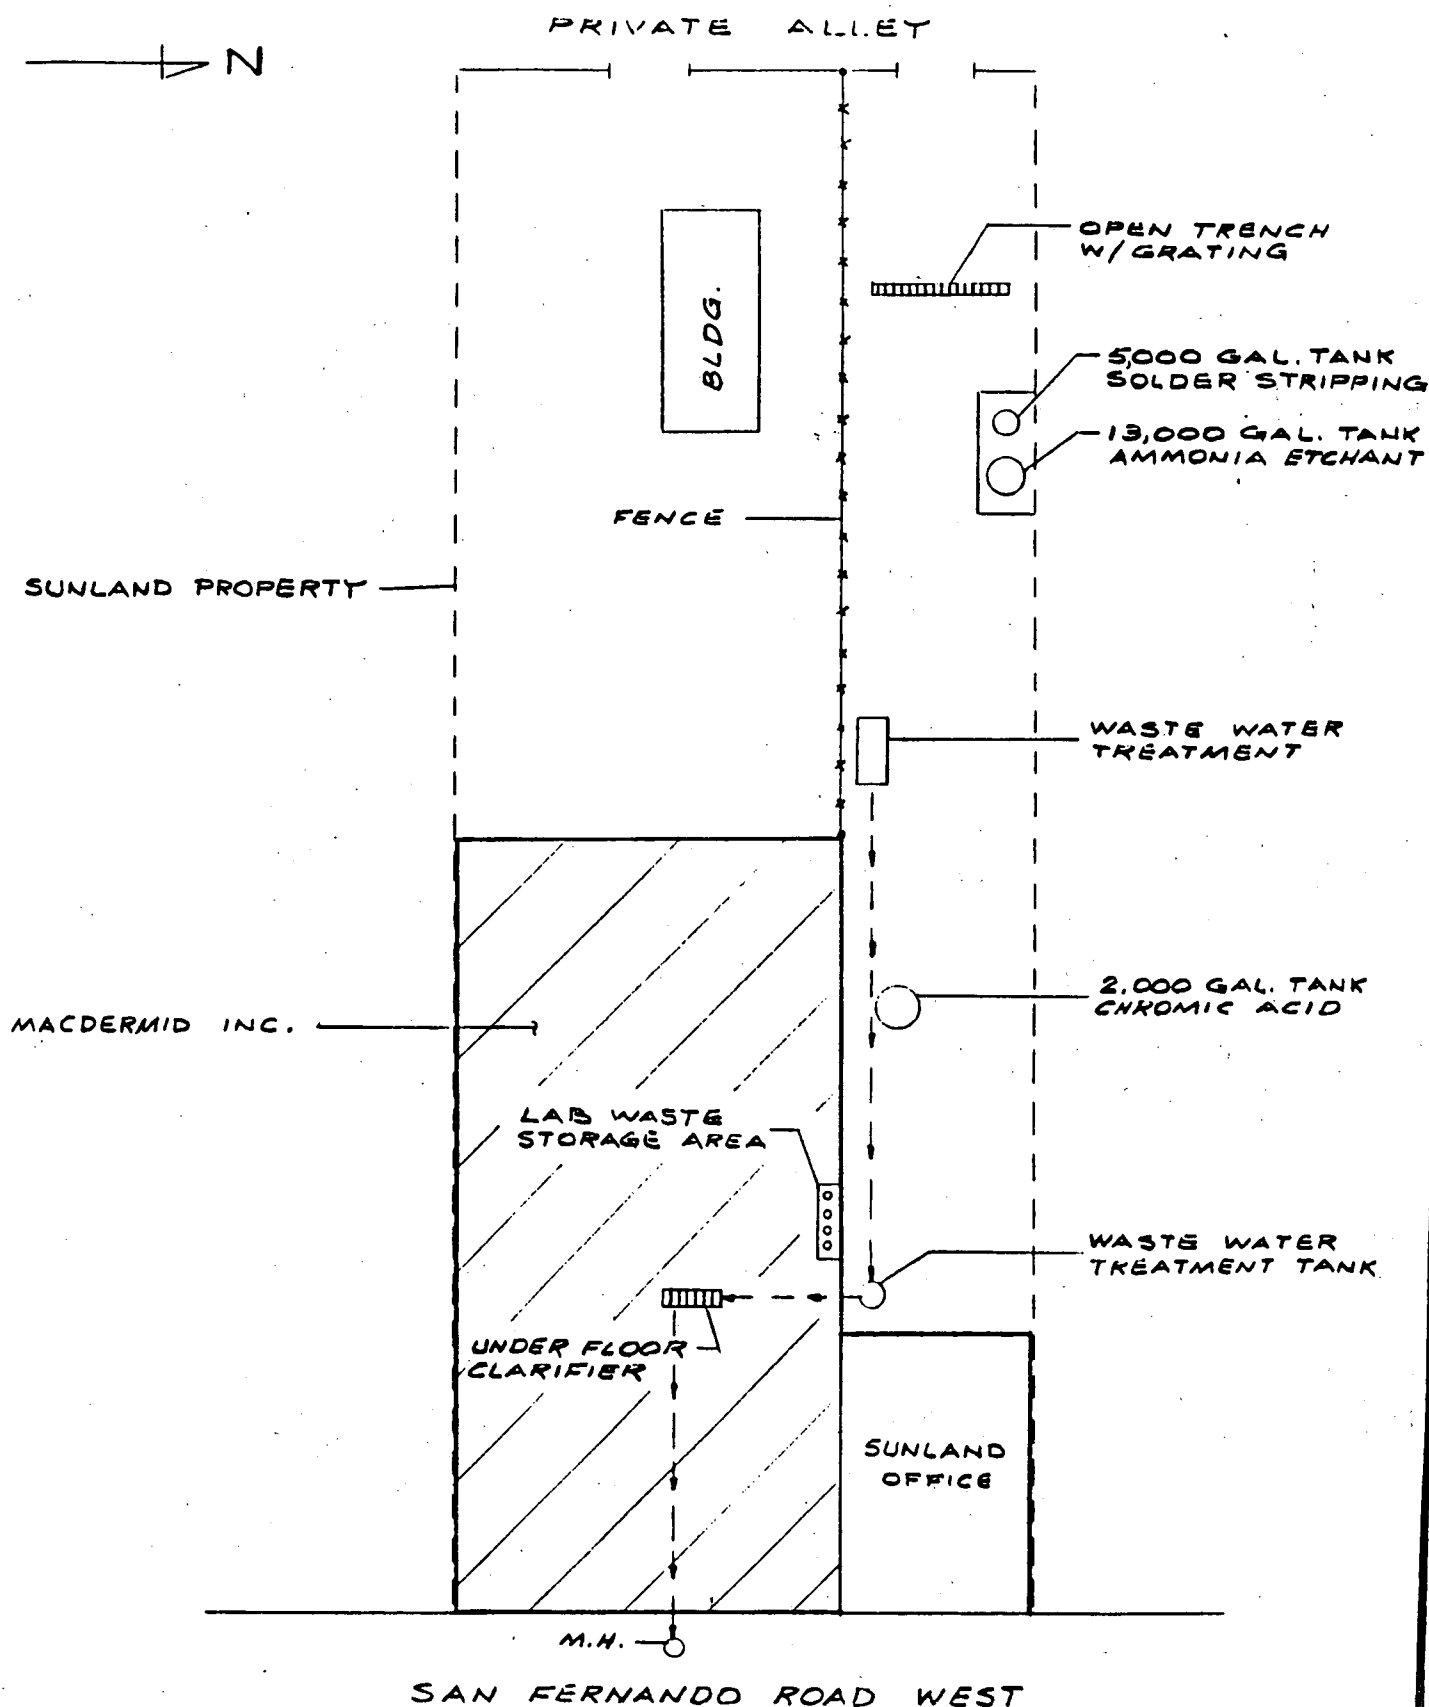 PRIVATE ALLEY
N
OPEN TRENCH
W/GRATING
BLDG.
5,000 GAL. TANK
SOLDER STRIPPING
13,000 GAL. TANK
AMMONIA ETCHANT
FENCE
SUNLAND PROPERTY
WASTE WATER
TREATMENT
2,000 GAL. TANK
CHROMIC ACID
MACDERMID INC.
LAB WASTE
STORAGE AREA
WASTE WATER
TREATMENT TANK
UNDER FLOOR
CLARIFIER
SUNLAND
OFFICE
M.H.
SAN FERNANDO ROAD WEST